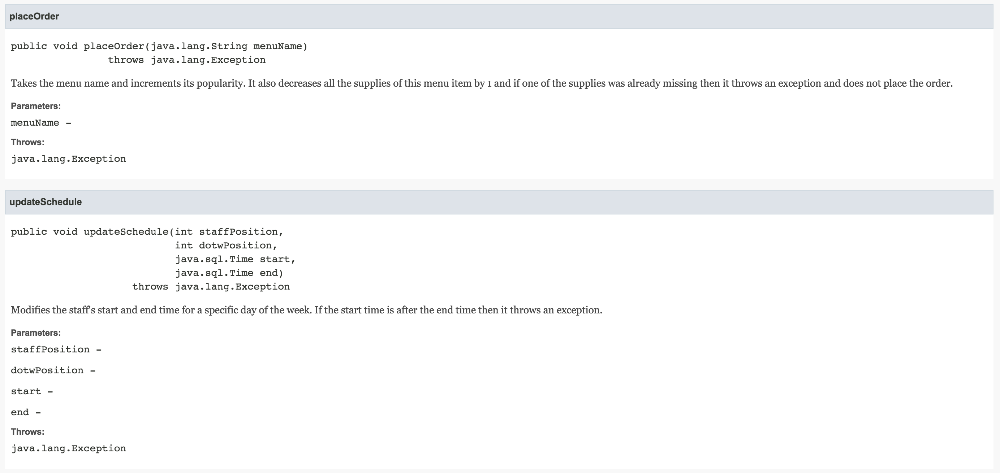 placeOrder
public void placeOrder(java.lang.String menuName)
throws java.lang.Exception
Takes the menu name and increments its popularity. It also decreases all the supplies of this menu item by 1 and if one of the supplies was already missing then it throws an exception and does not place the order.
Parameters:
menuName -
Throws:
java.lang.Exception
updateSchedule
public void updateSchedule(int staffPosition,
int dotwPosition,
java.sql.Time start,
java.sql.Time end)
throws java.lang.Exception
Modifies the staff's start and end time for a specific day of the week. If the start time is after the end time then it throws an exception.
Parameters:
staffPosition -
dotwPosition -
start -
end -
Throws:
java.lang.Exception